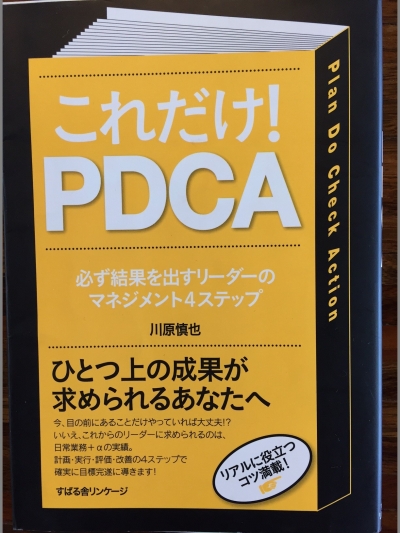 これだけ!
PDCA
Plan Do Check Action
必ず結果を出すリーダーの
マネジメント4ステップ
川原慎也
ひとつ上の成果が
求められるあなたへ
今、目の前にあることだけやっていれば大丈夫!?
いいえ、これからのリーダーに求められるのは、
日常業務+αの実績。
計画・実行・評価・改善の4ステップで
確実に目標完遂に導きます!
リアルに役立つ
コツ満載!
すばる舎リンケージ